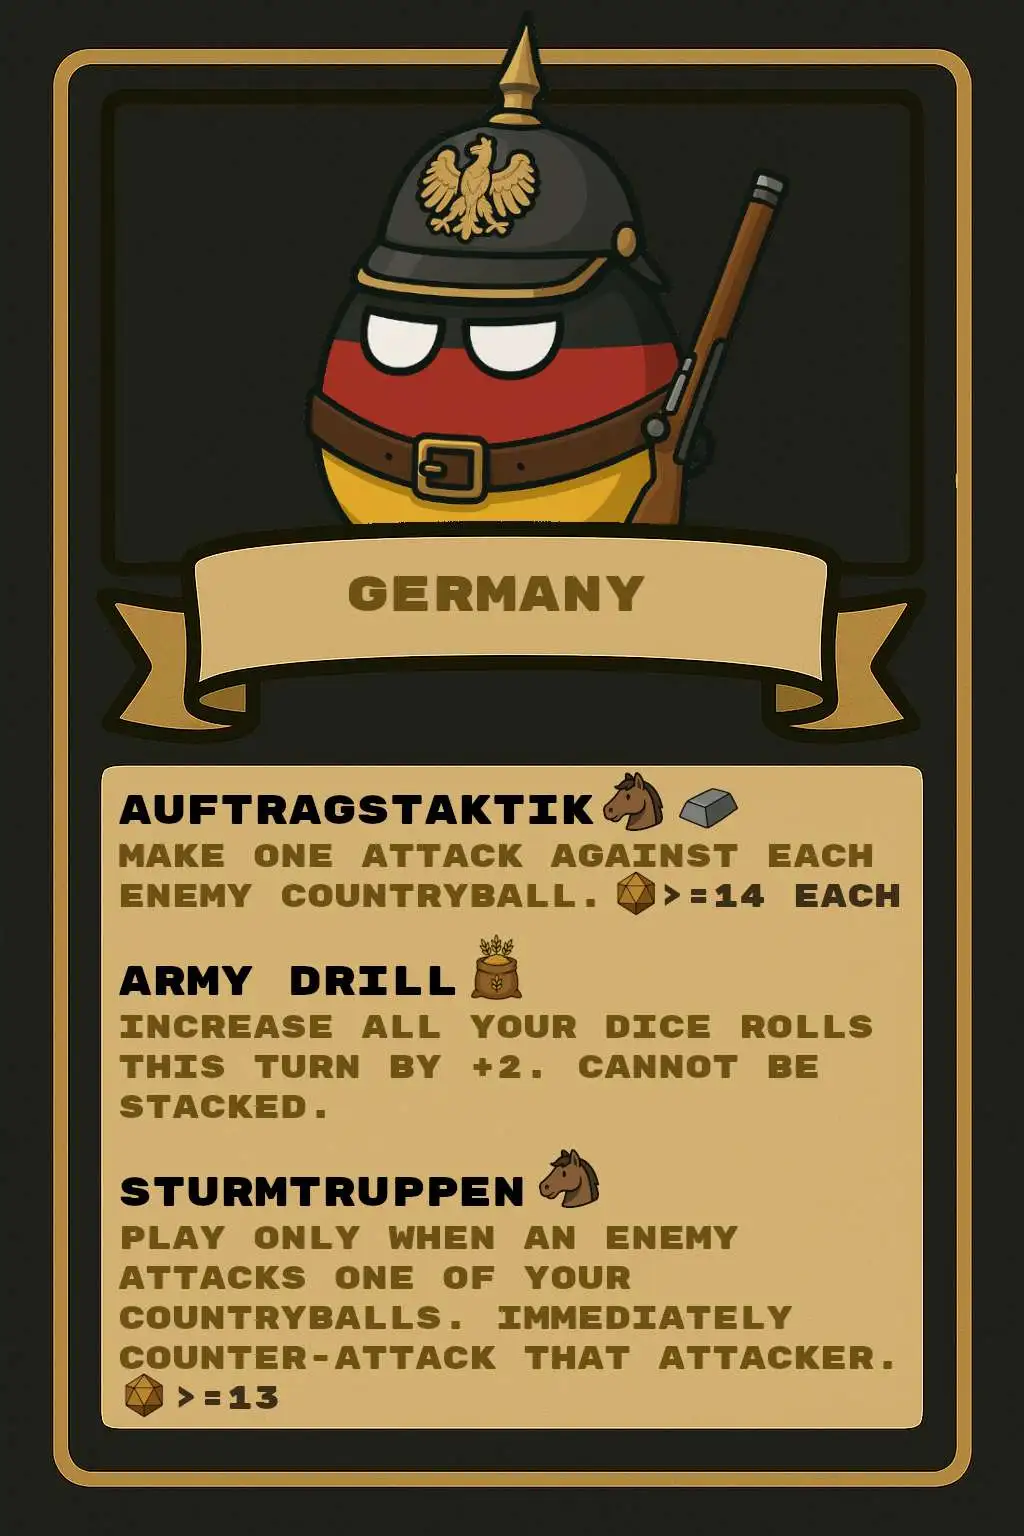 GERMANY
AUFTRAGSTAKTIK
MAKE ONE ATTACK AGAINST EACH
ENEMY COUNTRYBALL. >=14 EACH
ARMY DRILL
INCREASE ALL YOUR DICE ROLLS
THIS TURN BY +2. CANNOT BE
STACKED.
STURMTRUPPEN
PLAY ONLY WHEN AN ENEMY
ATTACKS ONE OF YOUR
COUNTRYBALLS. IMMEDIATELY
COUNTER-ATTACK THAT ATTACKER.
>=13